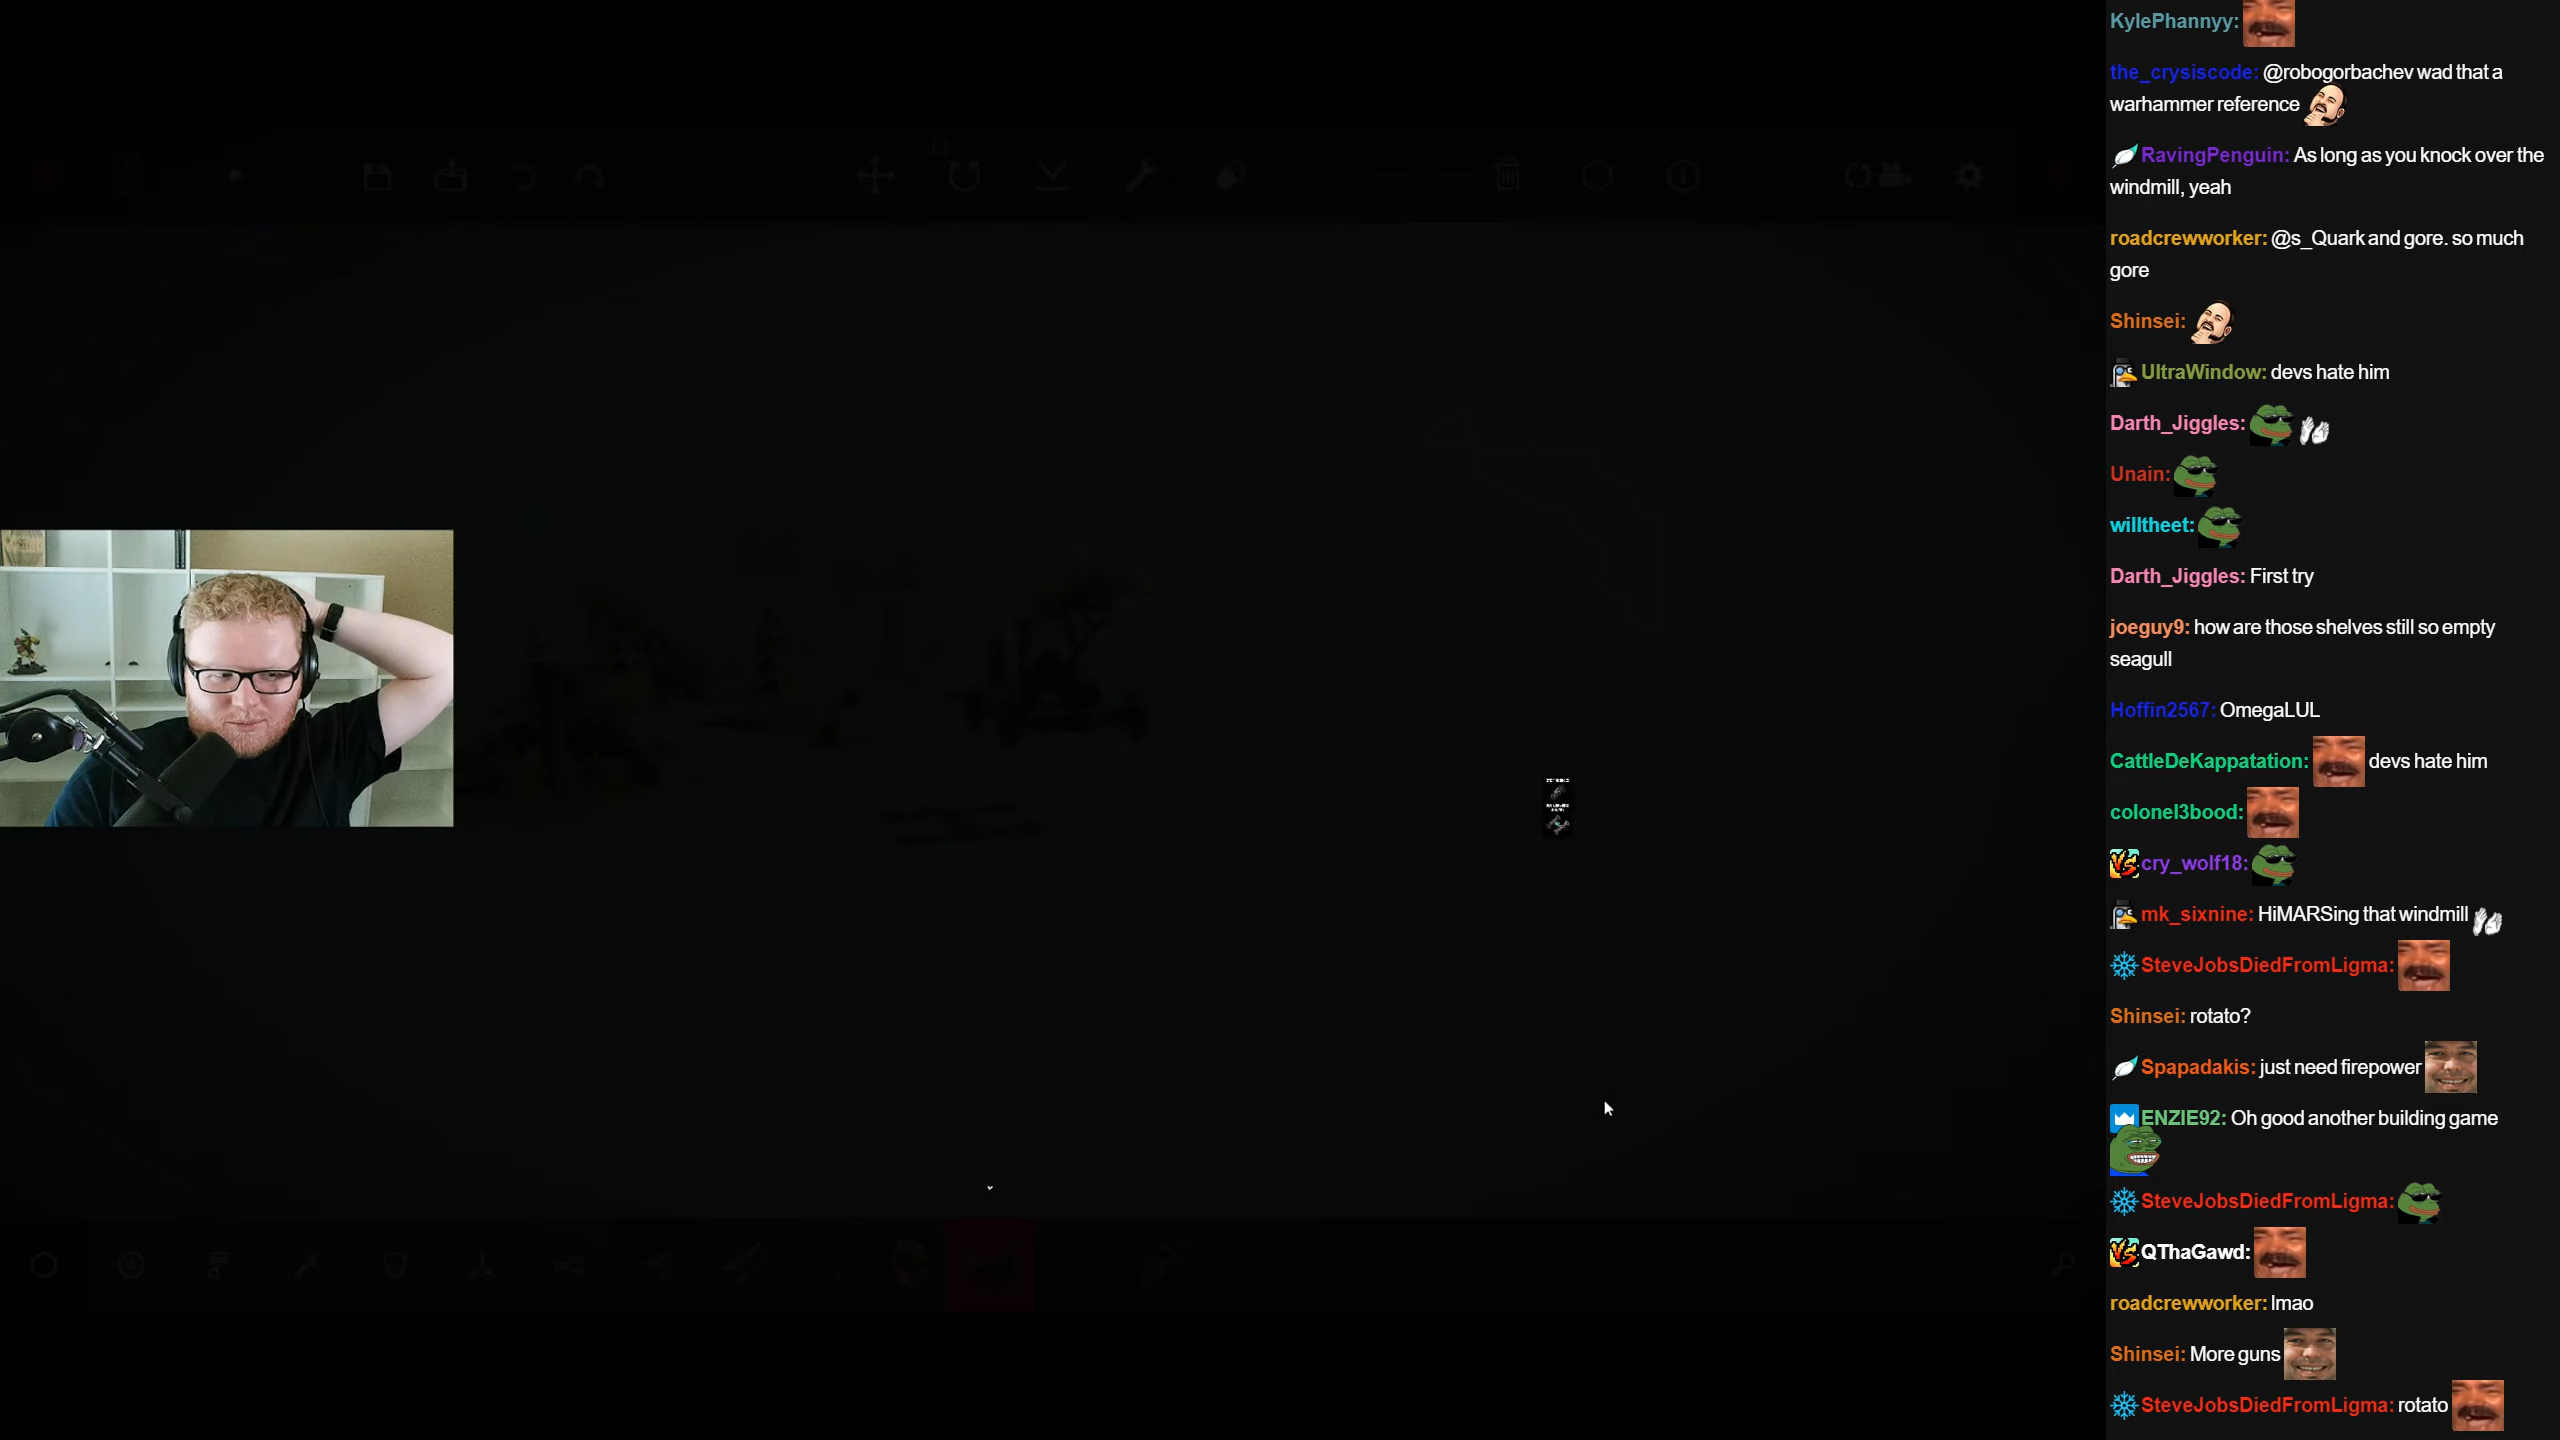 KylePhannyy:
the_crysiscode: @robogorbachev wad that a
warhammer reference
RavingPenguin: As long as you knock over the
windmill, yeah
roadcrewworker: @s_Quark and gore. so much
gore
Shinsei:
UltraWindow: devs hate him
Darth_Jiggles:
Unain:
willtheet:
Darth_Jiggles: First try
joeguy9: how are those shelves still so empty
seagull
Hoffin2567: OmegaLUL
CattleDeKappatation: devs hate him
colonel3bood:
VS cry_wolf18:
mk_sixnine: HiMARSing that windmill
SteveJobsDiedFromLigma:
Shinsei: rotato?
Spapadakis: just need firepower
ENZIE92: Oh good another building game
SteveJobsDiedFromLigma:
VS QThaGawd:
roadcrewworker: lmao
Shinsei: More guns
SteveJobsDiedFromLigma: rotato